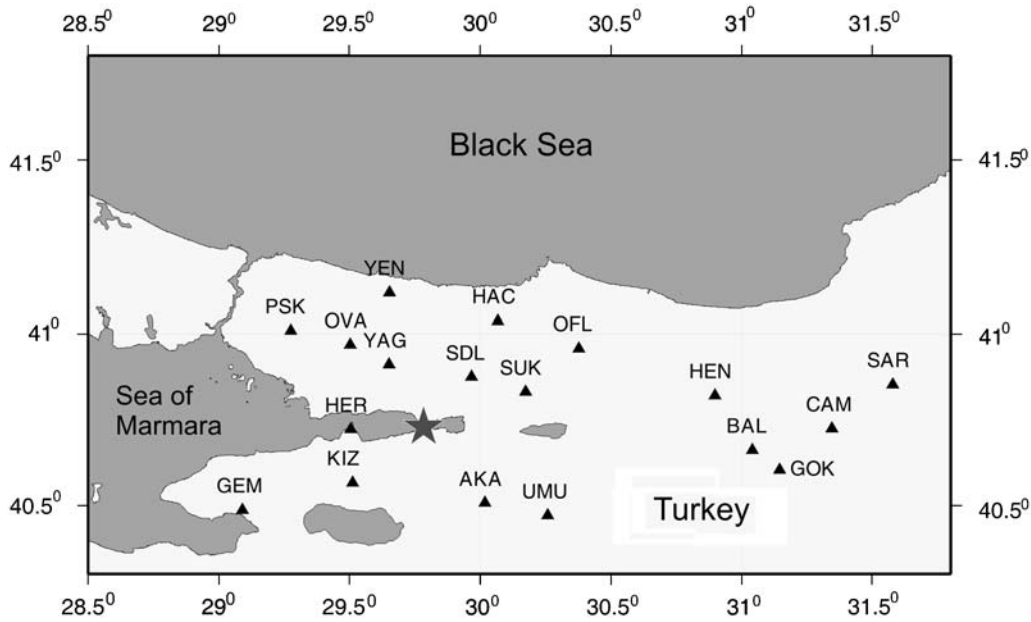 28.5⁰ 29⁰ 29.5⁰ 30⁰ 30.5⁰ 31⁰ 31.5⁰
Black Sea
41.5⁰ 41.5⁰
YEN
PSK
HAC
OVA
OFL
41⁰ 41⁰
YAG
SDL
SUK
SAR
HEN
Sea of
Marmara
HER
CAM
BAL
KIZ
GOK
GEM
AKA
UMU
40.5⁰ 40.5⁰
Turkey
28.5⁰ 29⁰ 29.5⁰ 30⁰ 30.5⁰ 31⁰ 31.5⁰